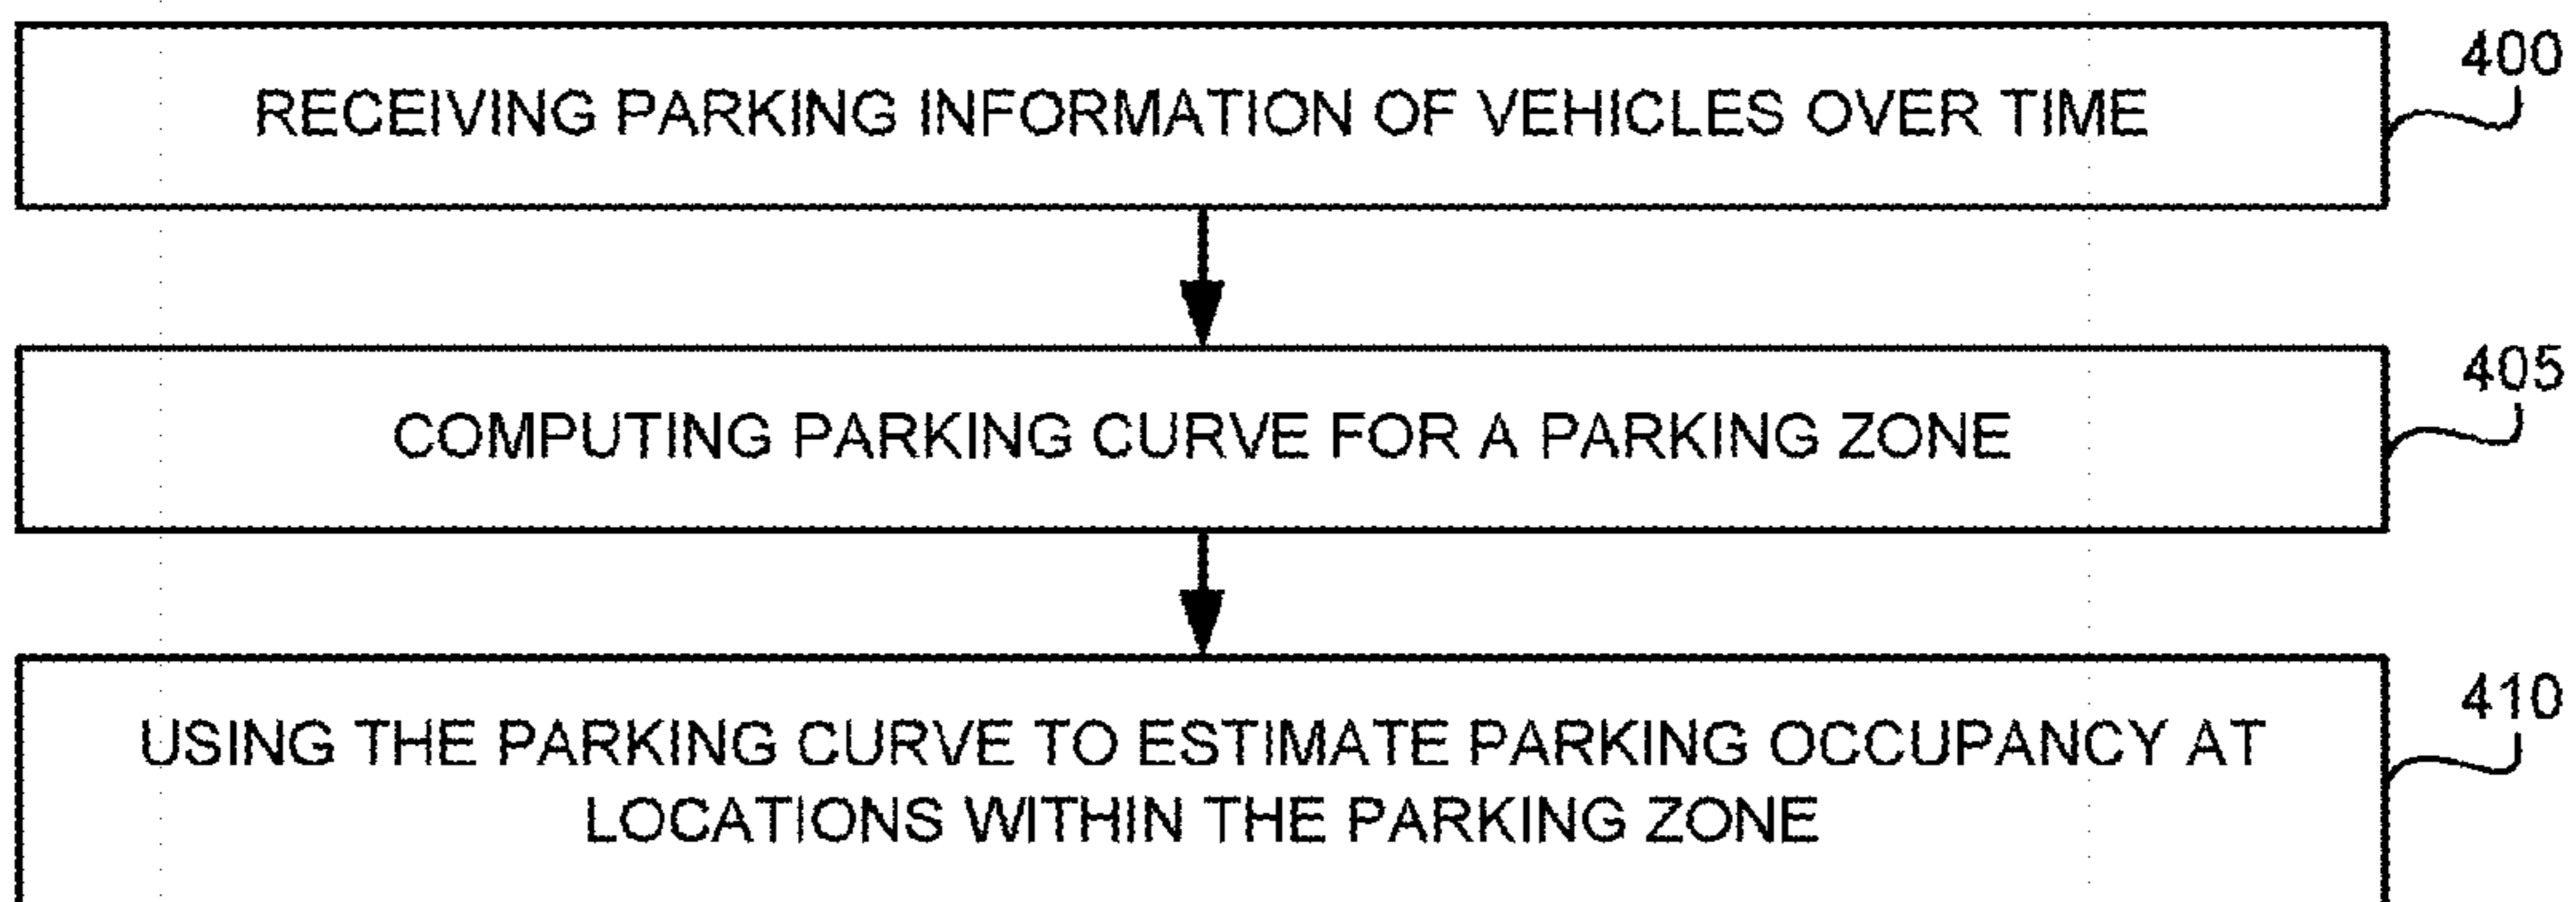 RECEIVING PARKING INFORMATION OF VEHICLES OVER TIME
400
COMPUTING PARKING CURVE FOR A PARKING ZONE
405
USING THE PARKING CURVE TO ESTIMATE PARKING OCCUPANCY AT
LOCATIONS WITHIN THE PARKING ZONE
410